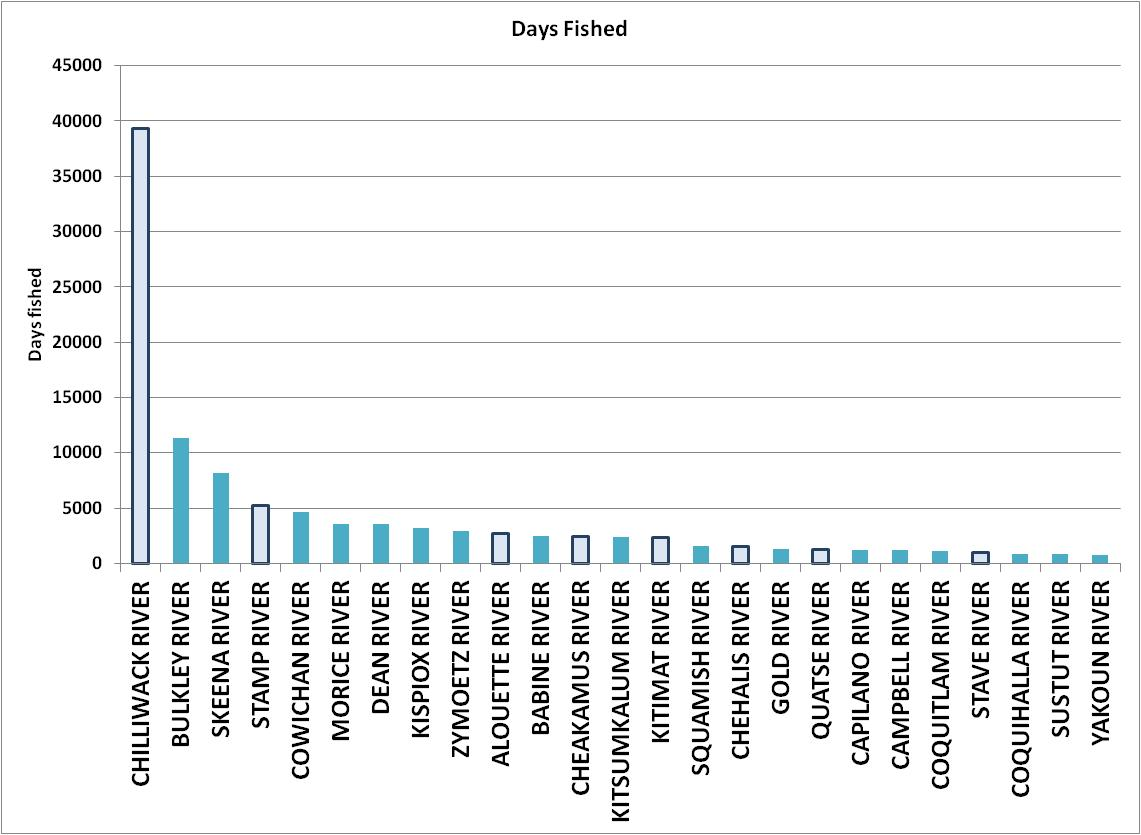 Days Fished
Days fished
45000
40000
35000
30000
25000
20000
15000
10000
5000
0
CHILLIWACK RIVER
BULKLEY RIVER
SKEENA RIVER
STAMP RIVER
COWICHAN RIVER
MORICE RIVER
DEAN RIVER
KISPIOX RIVER
ZYMOETZ RIVER
ALOUETTE RIVER
BABINE RIVER
CHEAKAMUS RIVER
KITSUMKALUM RIVER
KITIMAT RIVER
SQUAMISH RIVER
CHEHALIS RIVER
GOLD RIVER
QUATSE RIVER
CAPILANO RIVER
CAMPBELL RIVER
COQUITLAM RIVER
STAVE RIVER
COQUIHALLA RIVER
SUSTUT RIVER
YAKOUN RIVER